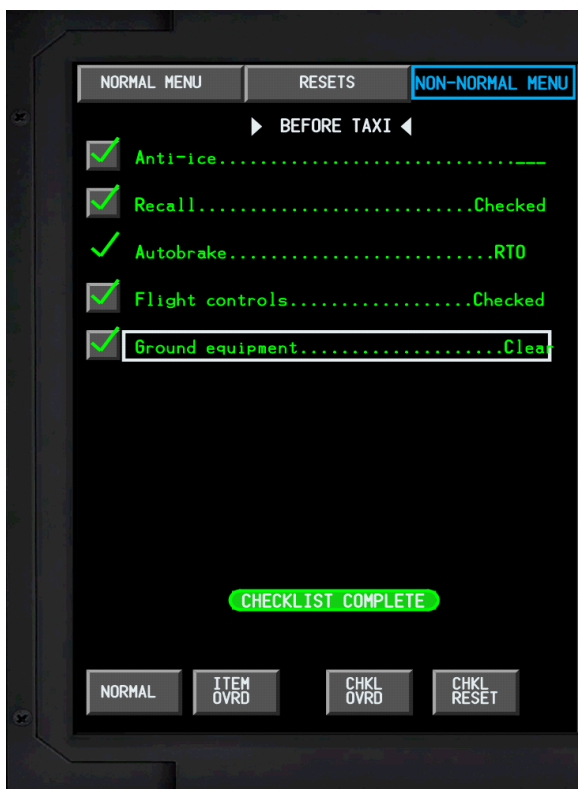 NORMAL MENU RESETS NON-NORMAL MENU
BEFORE TAXI
Anti-ice..............................___
Recall...........................Checked
Autobrake..........................RTO
Flight controls..................Checked
Ground equipment....................Clear
CHECKLIST COMPLETE
NORMAL ITEM OVRD CHKL OVRD CHKL RESET